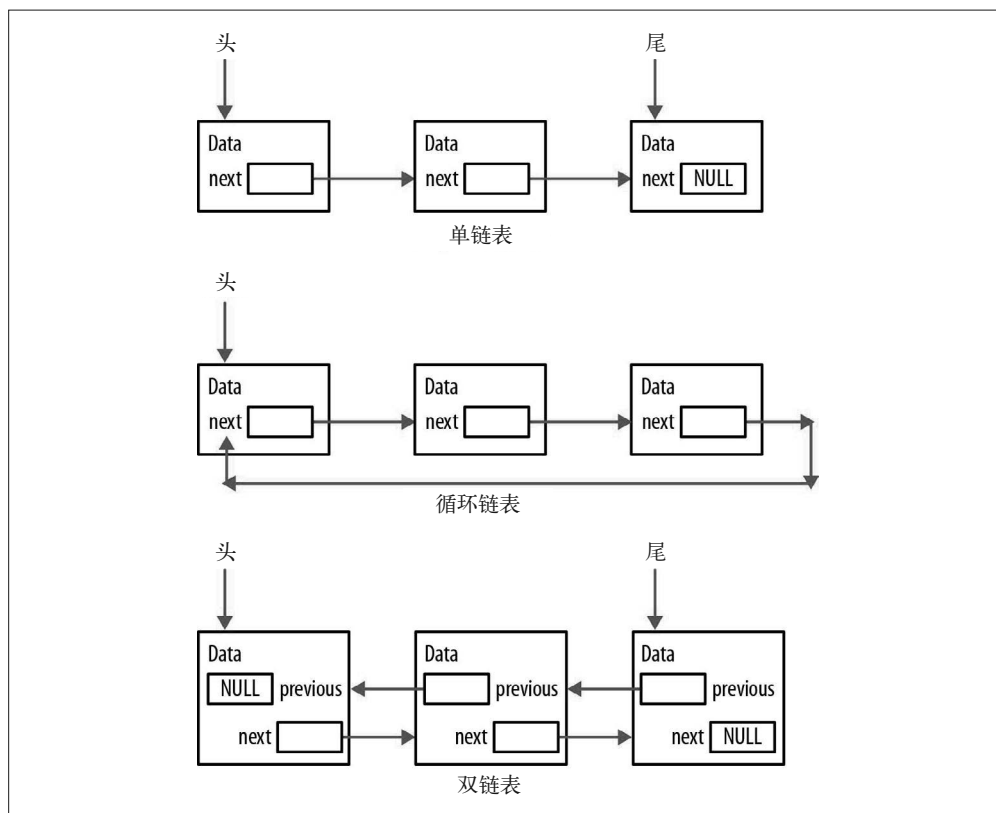 头 尾
Data Data Data
next next next NULL
单链表
头
Data Data Data
next next next
循环链表
头 尾
Data Data Data
NULL previous previous previous
next next next NULL
双链表